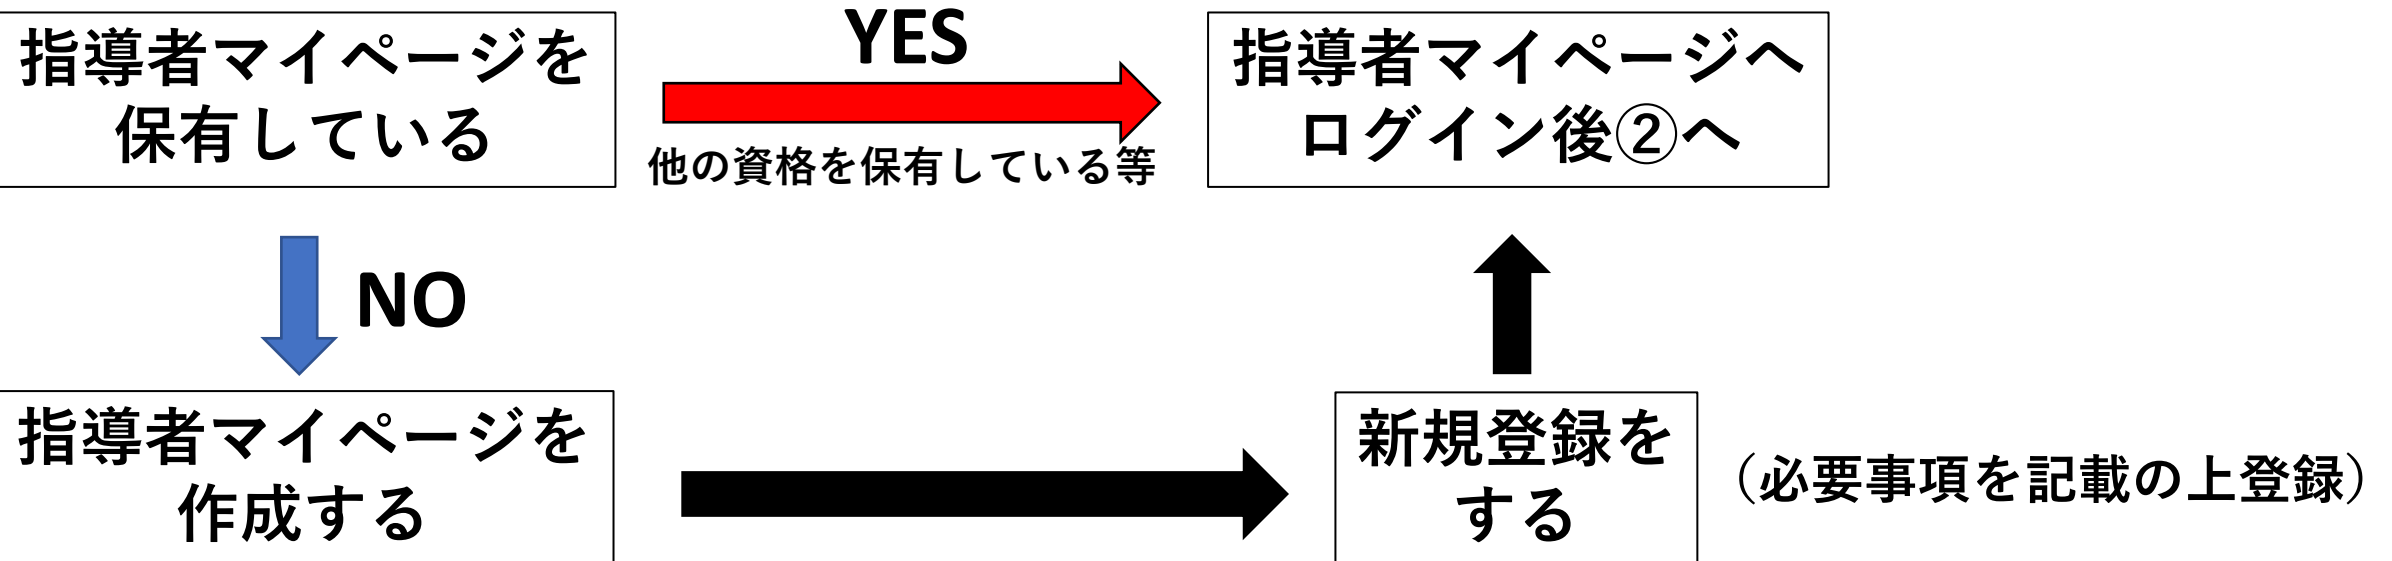 指導者マイページを
保有している
YES
他の資格を保有している等
指導者マイページへ
ログイン後②へ
NO
指導者マイページを
作成する
新規登録を
する
（必要事項を記載の上登録）